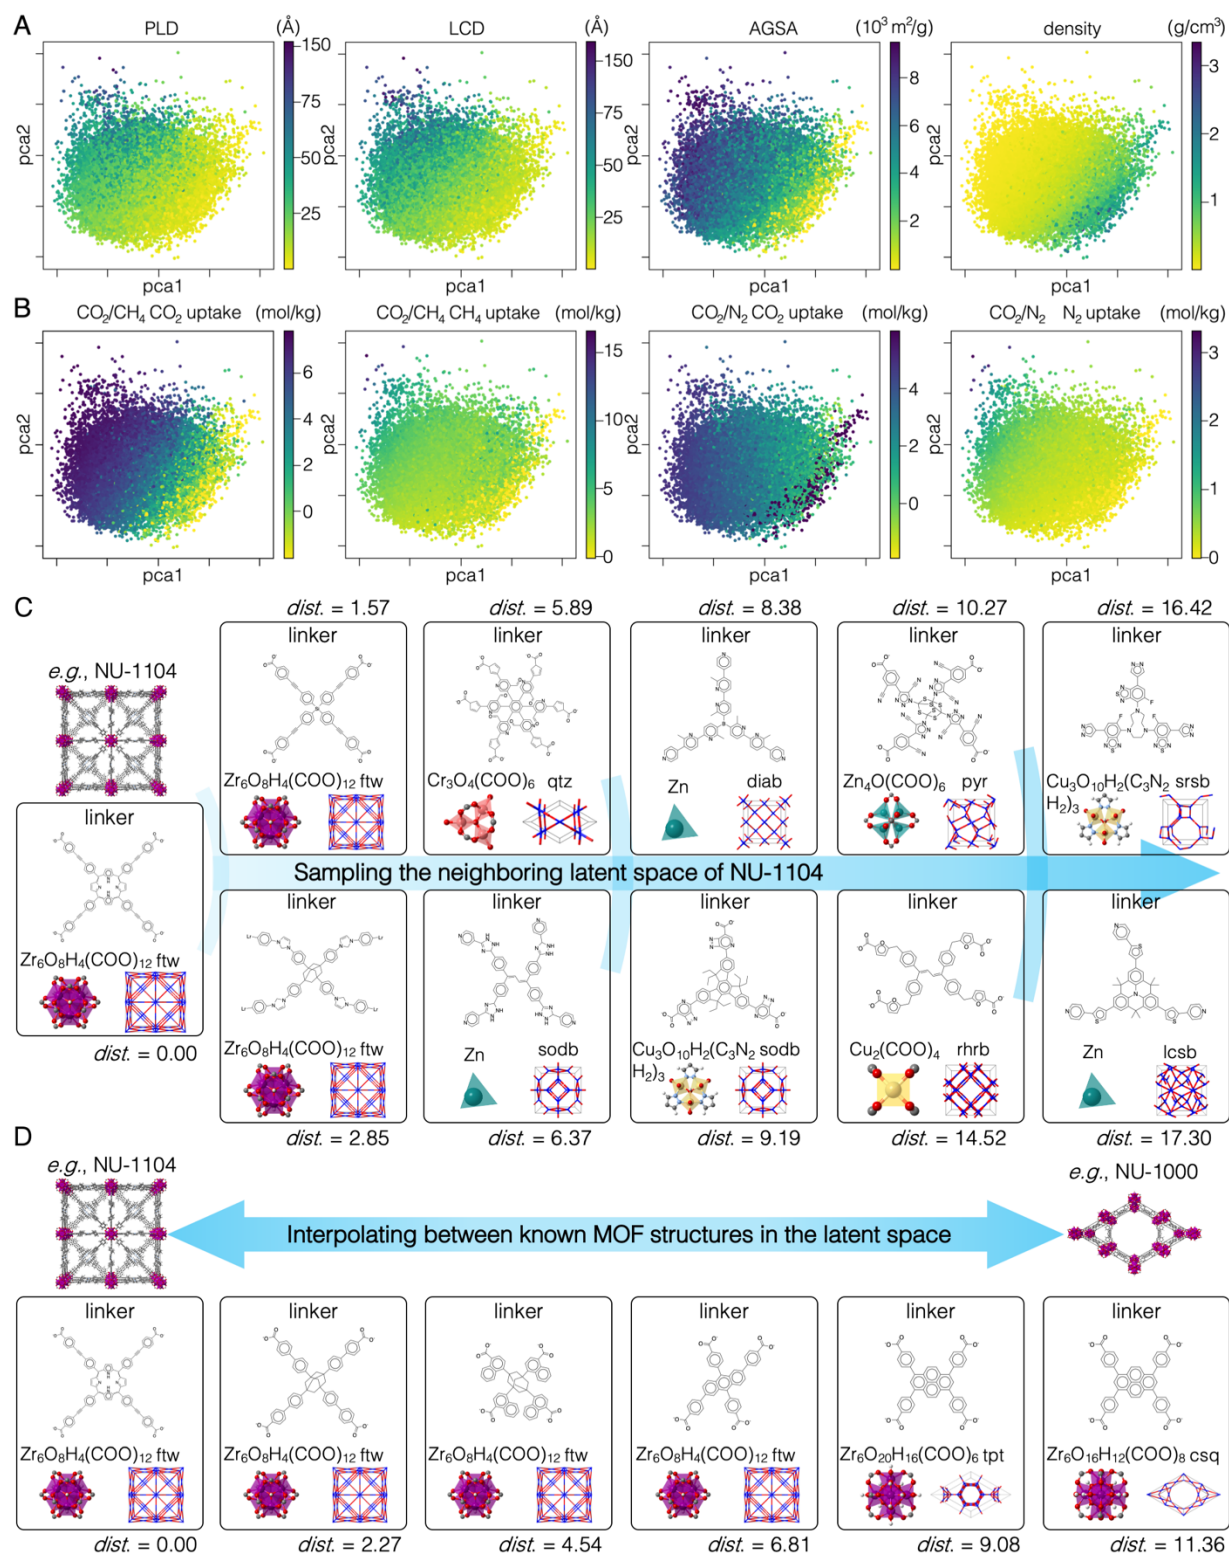 A
PLD (Å)
LCD (Å)
AGSA (10³ m²/g)
density (g/cm³)
150
75
50
25
150
75
50
25
8
6
4
2
3
2
1
pca2
pca2
pca2
pca2
pca1
pca1
pca1
pca1
B
CO₂/CH₄ CO₂ uptake (mol/kg)
CO₂/CH₄ CH₄ uptake (mol/kg)
CO₂/N₂ CO₂ uptake (mol/kg)
CO₂/N₂ N₂ uptake (mol/kg)
6
4
2
0
15
10
5
0
4
2
0
3
2
1
0
pca2
pca2
pca2
pca2
pca1
pca1
pca1
pca1
C
dist. = 1.57
dist. = 5.89
dist. = 8.38
dist. = 10.27
dist. = 16.42
e.g., NU-1104
linker
linker
linker
linker
linker
Zr₆O₈H₄(COO)₁₂ ftw
Cr₃O₄(COO)₆ qtz
Zn diab
Zn₄O(COO)₆ pyr
Cu₃O₁₀H₂(C₃N₂ srsb
H₂)₃
linker
Zr₆O₈H₄(COO)₁₂ ftw
dist. = 0.00
Sampling the neighboring latent space of NU-1104
linker
linker
linker
linker
linker
Zr₆O₈H₄(COO)₁₂ ftw
Zn sodb
Cu₃O₁₀H₂(C₃N₂ sodb
H₂)₃
Cu₂(COO)₄ rhrb
Zn lcsb
dist. = 2.85
dist. = 6.37
dist. = 9.19
dist. = 14.52
dist. = 17.30
D
e.g., NU-1104
e.g., NU-1000
Interpolating between known MOF structures in the latent space
linker
linker
linker
linker
linker
linker
Zr₆O₈H₄(COO)₁₂ ftw
Zr₆O₈H₄(COO)₁₂ ftw
Zr₆O₈H₄(COO)₁₂ ftw
Zr₆O₈H₄(COO)₁₂ ftw
Zr₆O₂₀H₁₆(COO)₆ tpt
Zr₆O₁₆H₁₂(COO)₈ csq
dist. = 0.00
dist. = 2.27
dist. = 4.54
dist. = 6.81
dist. = 9.08
dist. = 11.36